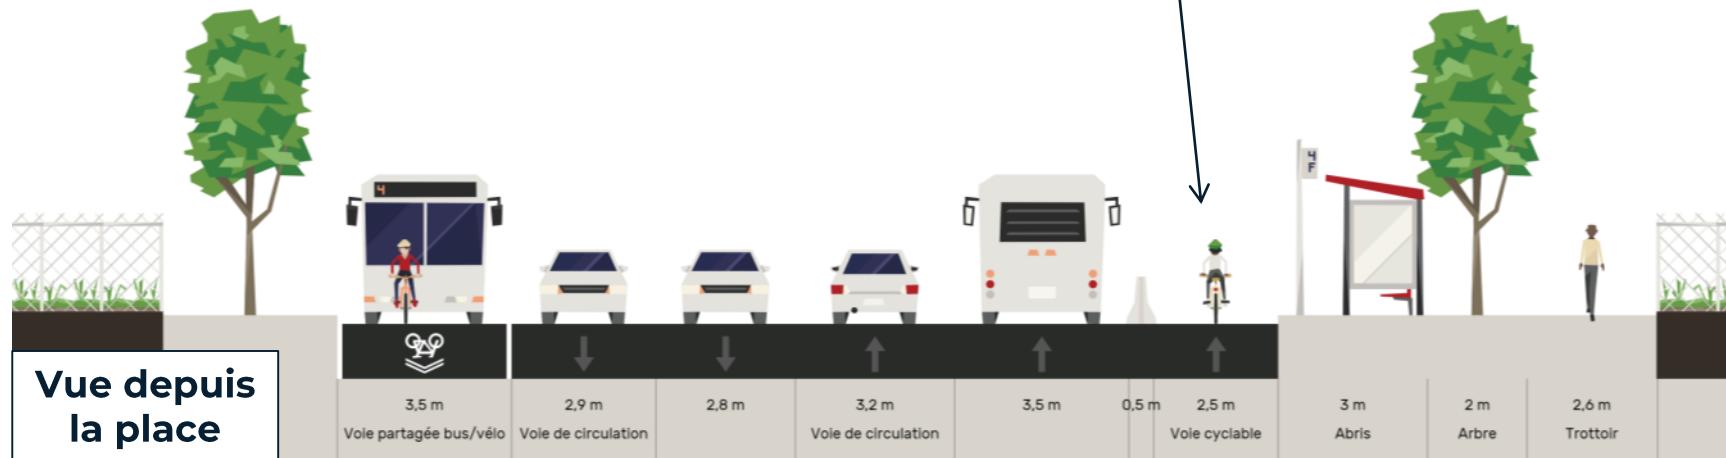 4
Vue depuis
la place
3,5 m
2,9 m
2,8 m
3,2 m
3,5 m
0,5 m
2,5 m
3 m
2 m
2,6 m
Voie partagée bus/vélo
Voie de circulation
Voie de circulation
Voie cyclable
Abris
Arbre
Trottoir